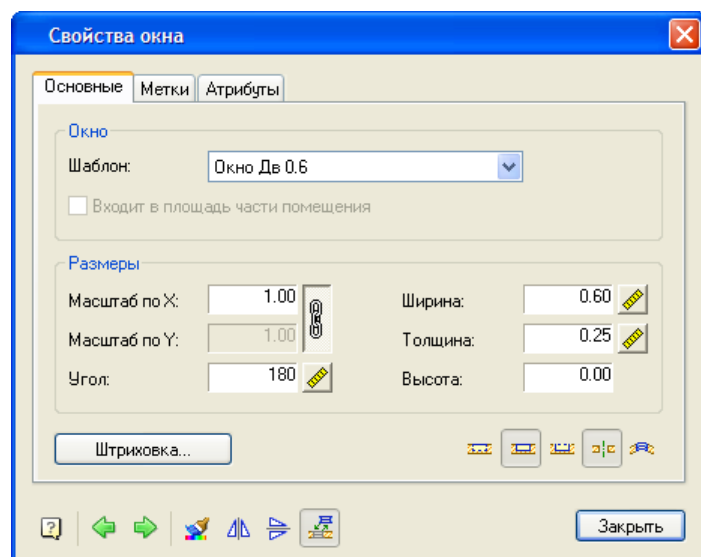 Свойства окна
Основные Метки Атрибуты
Окно
Шаблон: Окно Дв 0.6
Входит в площадь части помещения
Размеры
Масштаб по X: 1.00 Ширина: 0.60
Масштаб по Y: 1.00 Толщина: 0.25
Угол: 180 Высота: 0.00
Штриховка...
Закрыть